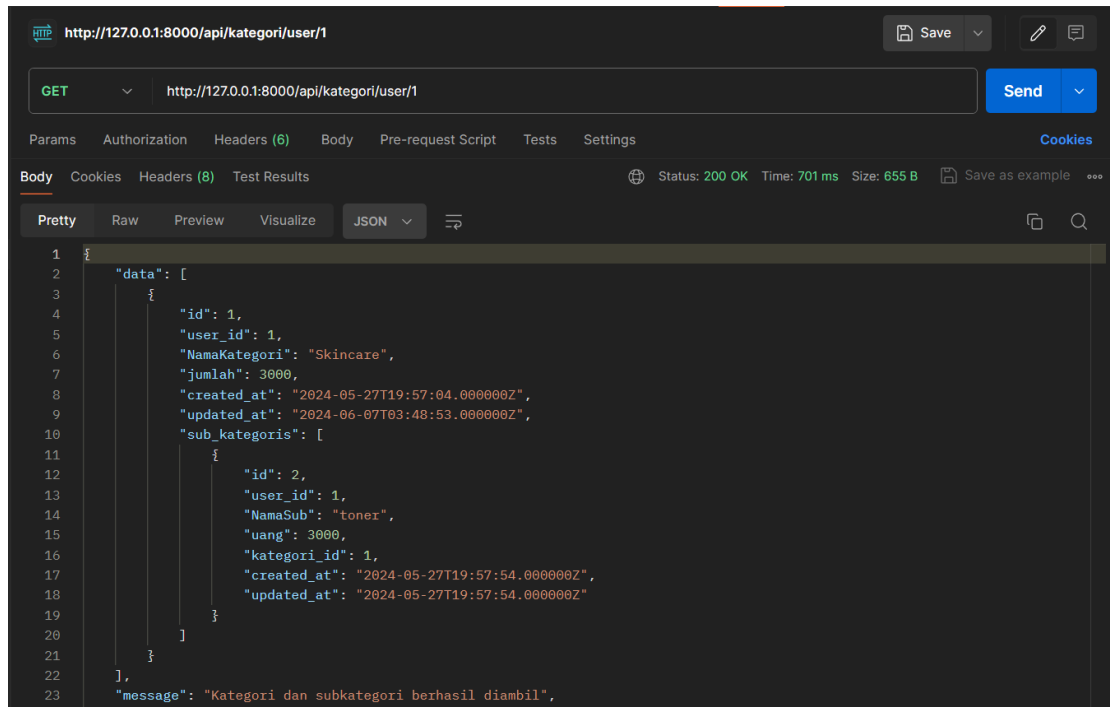 HTTP http://127.0.0.1:8000/api/kategori/user/1 Save
GET http://127.0.0.1:8000/api/kategori/user/1 Send
Params Authorization Headers (6) Body Pre-request Script Tests Settings Cookies
Body Cookies Headers (8) Test Results Status: 200 OK Time: 701 ms Size: 655 B Save as example
Pretty Raw Preview Visualize JSON
1 {
2 "data": [
3 {
4 "id": 1,
5 "user_id": 1,
6 "NamaKategori": "Skincare",
7 "jumlah": 3000,
8 "created_at": "2024-05-27T19:57:04.000000Z",
9 "updated_at": "2024-06-07T03:48:53.000000Z",
10 "sub_kategoris": [
11 {
12 "id": 2,
13 "user_id": 1,
14 "NamaSub": "toner",
15 "uang": 3000,
16 "kategori_id": 1,
17 "created_at": "2024-05-27T19:57:54.000000Z",
18 "updated_at": "2024-05-27T19:57:54.000000Z"
19 }
20 ]
21 }
22 ],
23 "message": "Kategori dan subkategori berhasil diambil",